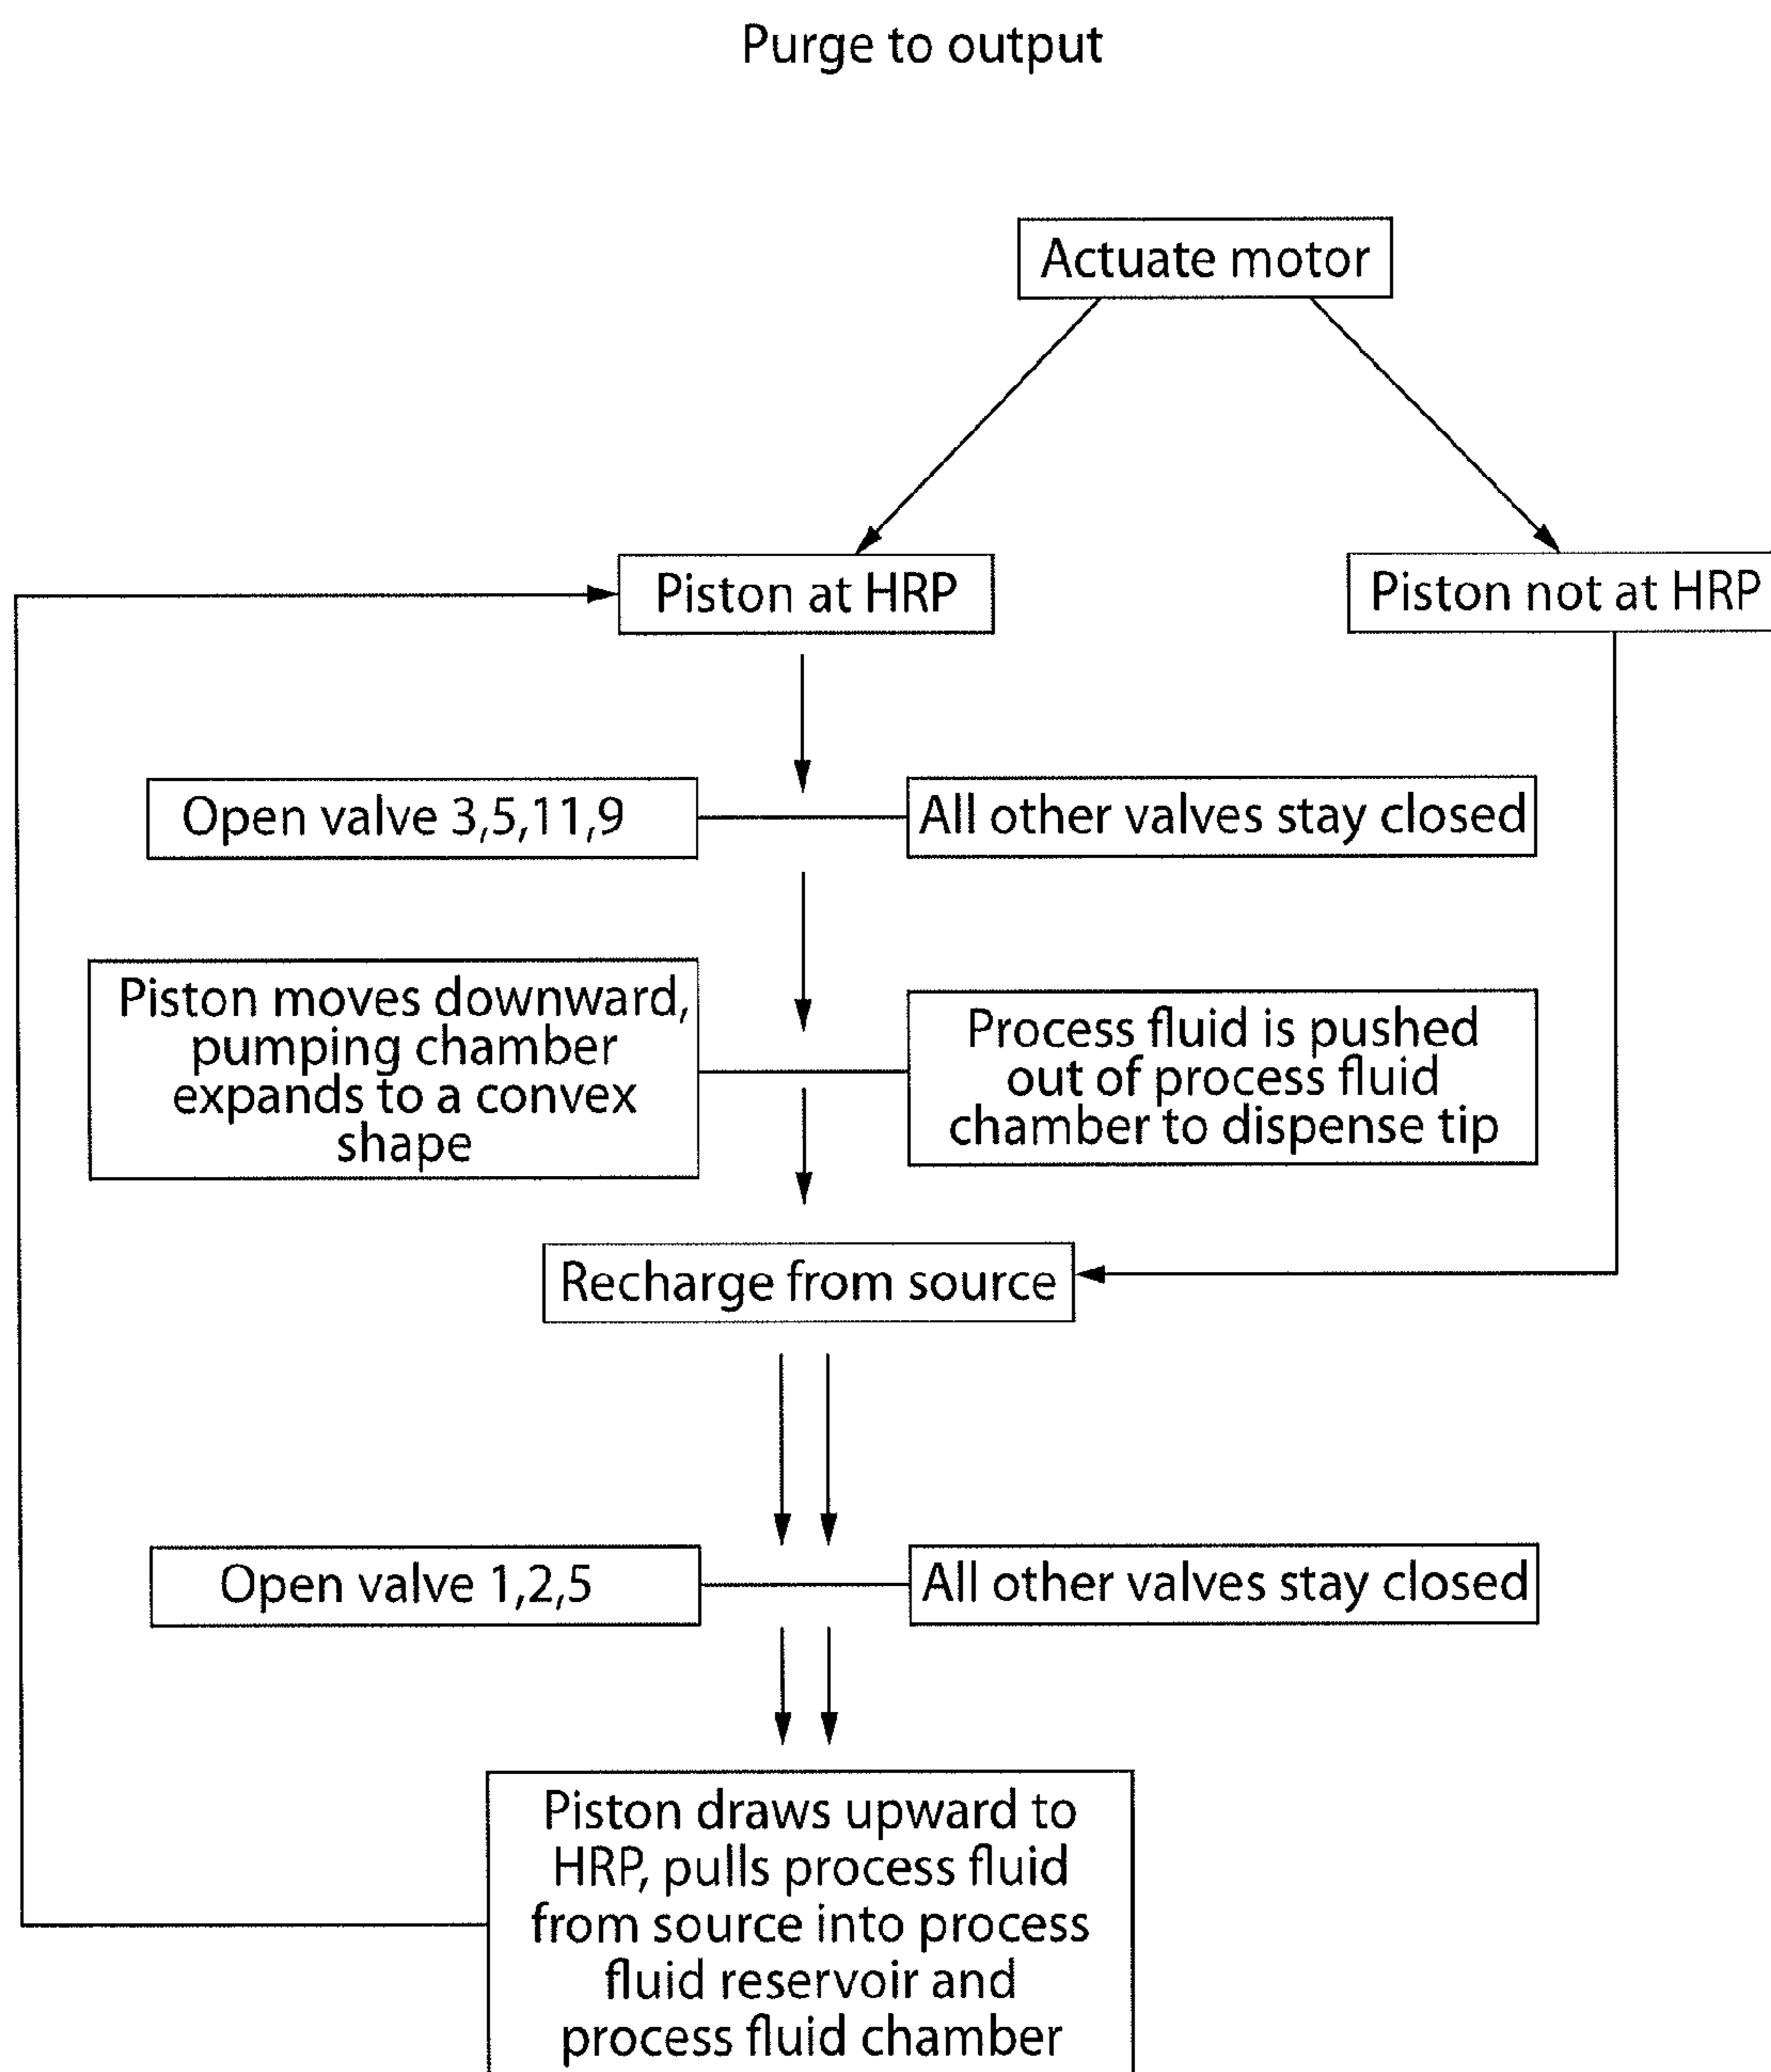 Purge to output
Actuate motor
Piston at HRP
Piston not at HRP
Open valve 3,5,11,9
All other valves stay closed
Piston moves downward,
pumping chamber
expands to a convex
shape
Process fluid is pushed
out of process fluid
chamber to dispense tip
Recharge from source
Open valve 1,2,5
All other valves stay closed
Piston draws upward to
HRP, pulls process fluid
from source into process
fluid reservoir and
process fluid chamber